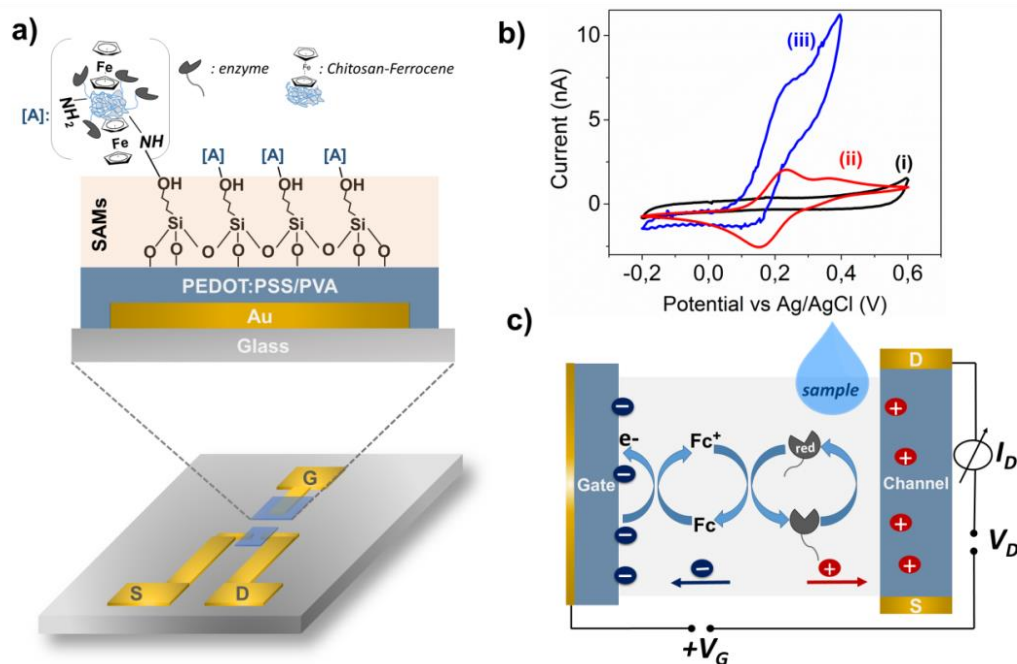 a)
Fe
: enzyme
Fe
: Chitosan-Ferrocene
[A]:
NH2
Fe
NH
[A] [A] [A]
OH OH OH OH
SAMs
Si Si Si Si
O O O O O O O O O
PEDOT:PSS/PVA
Au
Glass
G
S D
b)
10
5
0
Current (nA)
(iii)
(ii)
(i)
-0,2 0,0 0,2 0,4 0,6
Potential vs Ag/AgCl (V)
c)
sample
D
e-
Fc+
red
Gate
Channel
ID
Fc
VD
S
+VG